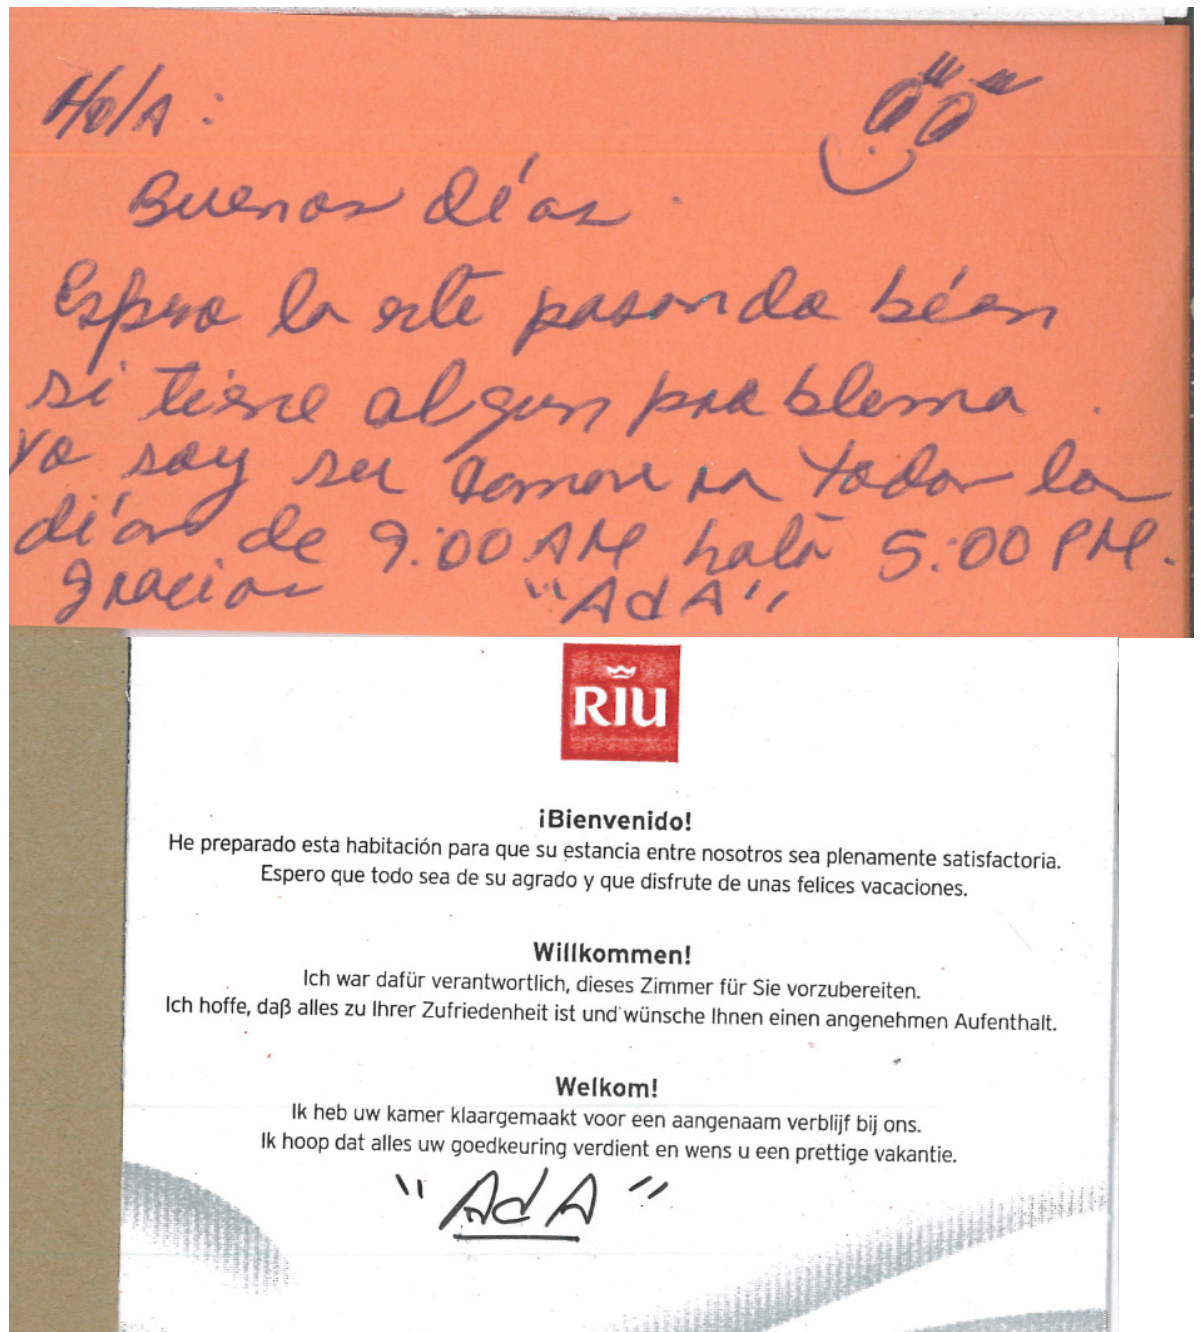 Hola:
Buenos días.
Espero la este pasando bién
si tiene algun problema.
Yo soy su camarera todos los
días de 9:00 AM hasta 5:00 PM.
gracias "AdA"
RIU
¡Bienvenido!
He preparado esta habitación para que su estancia entre nosotros sea plenamente satisfactoria.
Espero que todo sea de su agrado y que disfrute de unas felices vacaciones.
Willkommen!
Ich war dafür verantwortlich, dieses Zimmer für Sie vorzubereiten.
Ich hoffe, daß alles zu Ihrer Zufriedenheit ist und wünsche Ihnen einen angenehmen Aufenthalt.
Welkom!
Ik heb uw kamer klaargemaakt voor een aangenaam verblijf bij ons.
Ik hoop dat alles uw goedkeuring verdient en wens u een prettige vakantie.
"AdA"